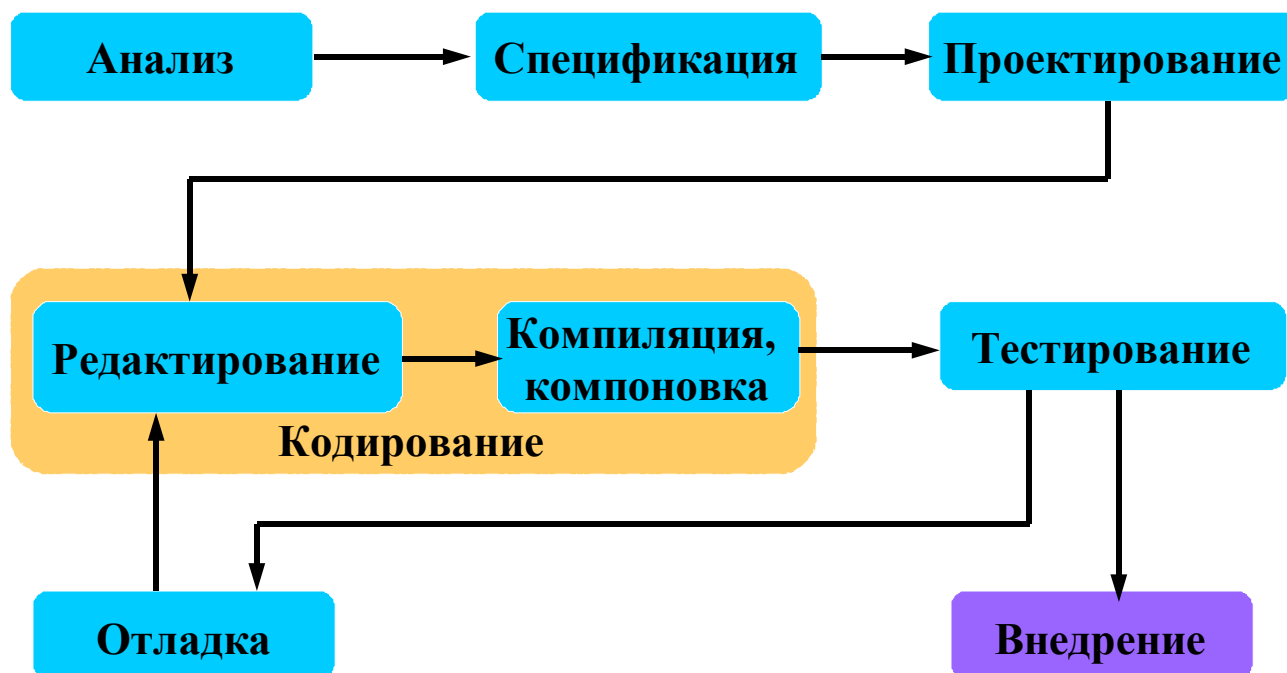 Анализ
Спецификация
Проектирование
Редактирование
Компиляция,
компоновка
Тестирование
Кодирование
Отладка
Внедрение